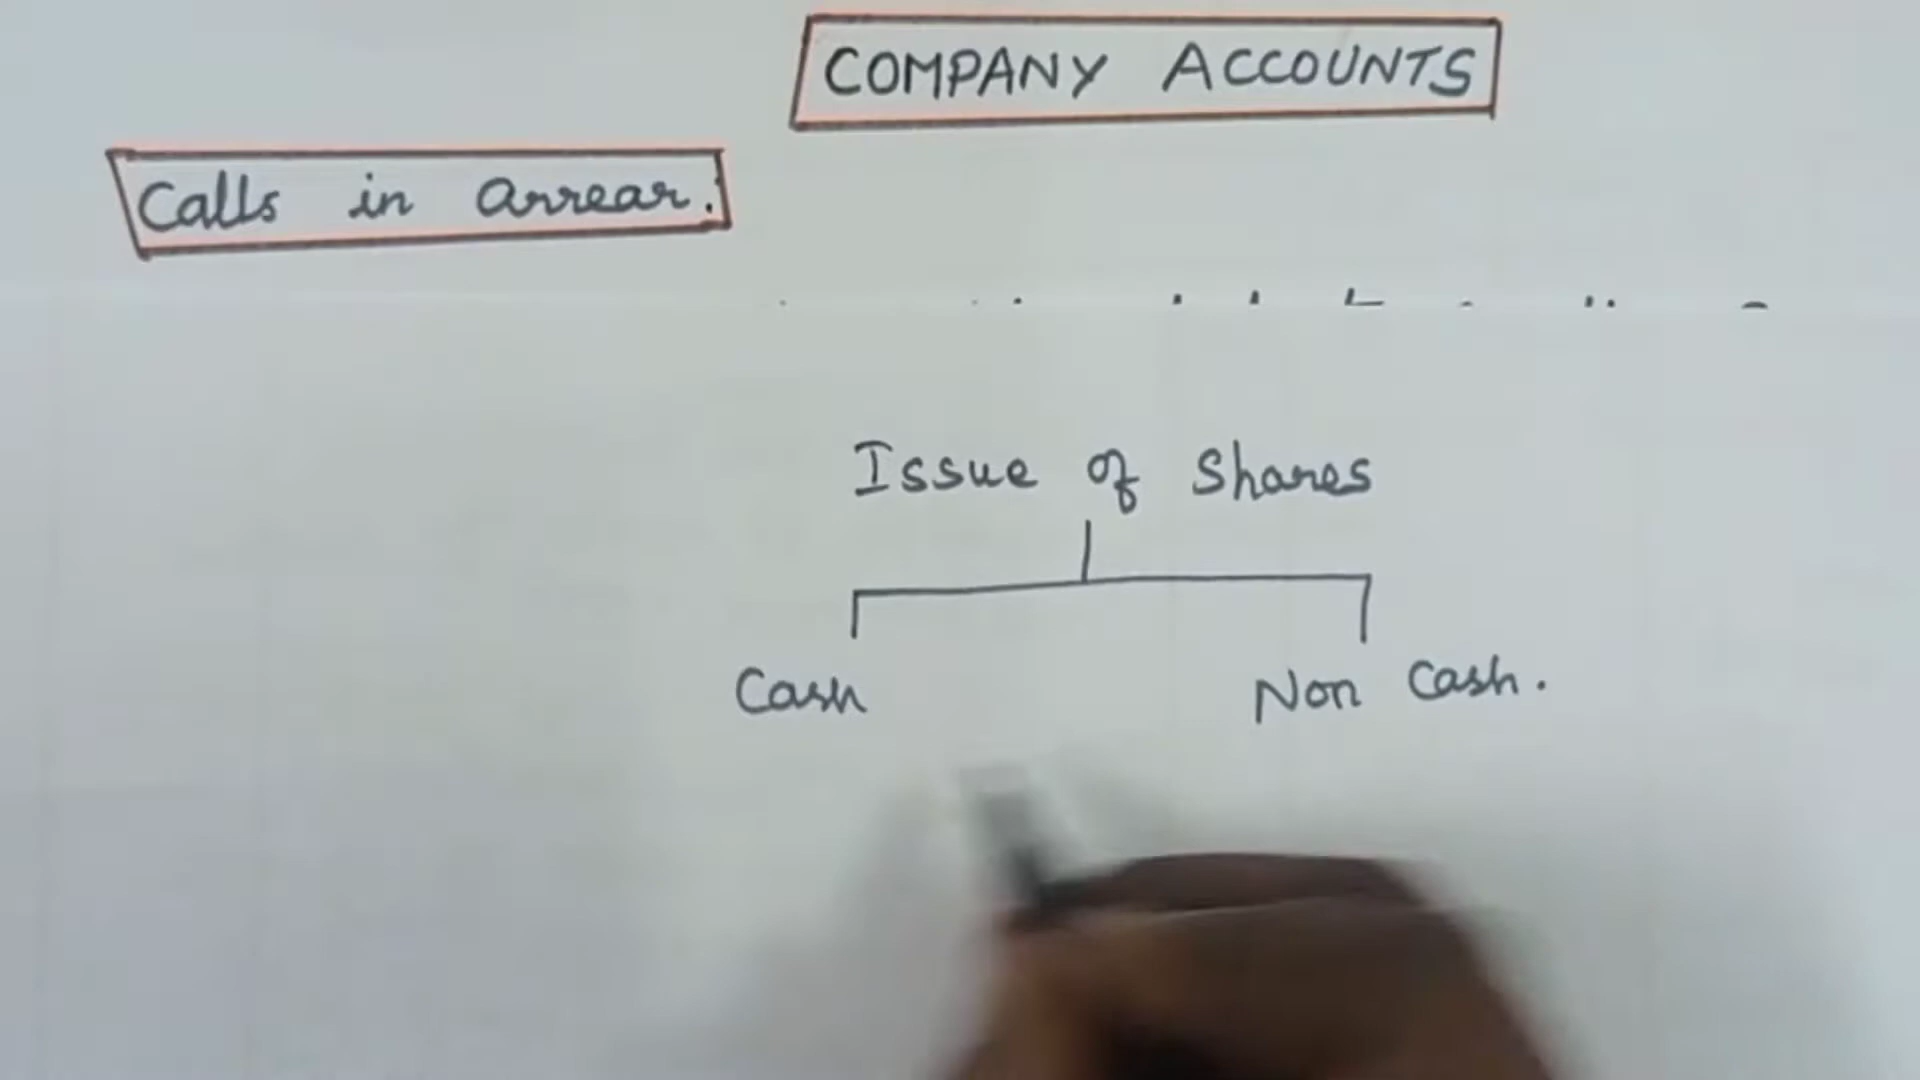 COMPANY ACCOUNTS
Calls in arrear.
Issue of Shares
Cash
Non Cash.